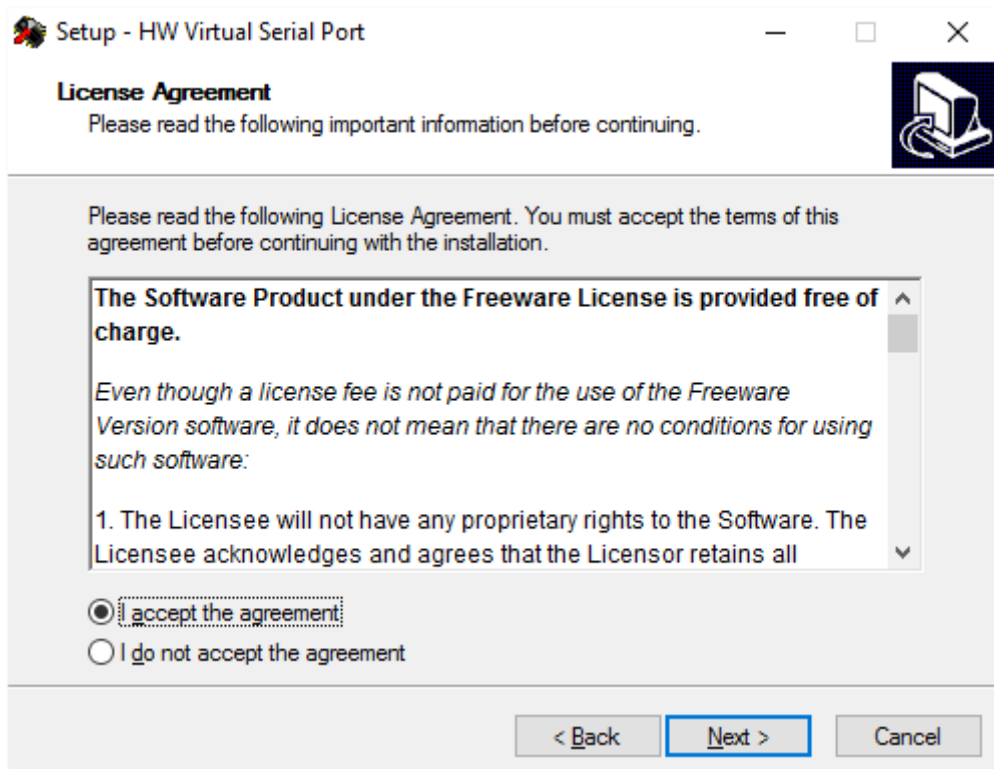 Setup - HW Virtual Serial Port
License Agreement
Please read the following important information before continuing.
Please read the following License Agreement. You must accept the terms of this
agreement before continuing with the installation.
The Software Product under the Freeware License is provided free of
charge.
Even though a license fee is not paid for the use of the Freeware
Version software, it does not mean that there are no conditions for using
such software:
1. The Licensee will not have any proprietary rights to the Software. The
Licensee acknowledges and agrees that the Licensor retains all
I accept the agreement
I do not accept the agreement
< Back
Next >
Cancel